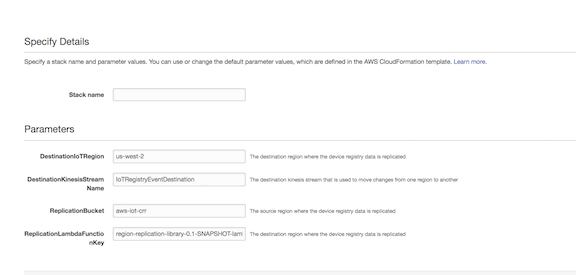 Specify Details
Specify a stack name and parameter values. You can use or change the default parameter values, which are defined in the AWS CloudFormation template. Learn more.
Stack name
Parameters
DestinationIoTRegion us-west-2 The destination region where the device registry data is replicated
DestinationKinesisStream
Name IoTRegistryEventDestination The destination kinesis stream that is used to move changes from one region to another
ReplicationBucket aws-iot-crr The source region where the device registry data is replicated
ReplicationLambdaFunctio
nKey region-replication-library-0.1-SNAPSHOT-lam The destination region where the device registry data is replicated